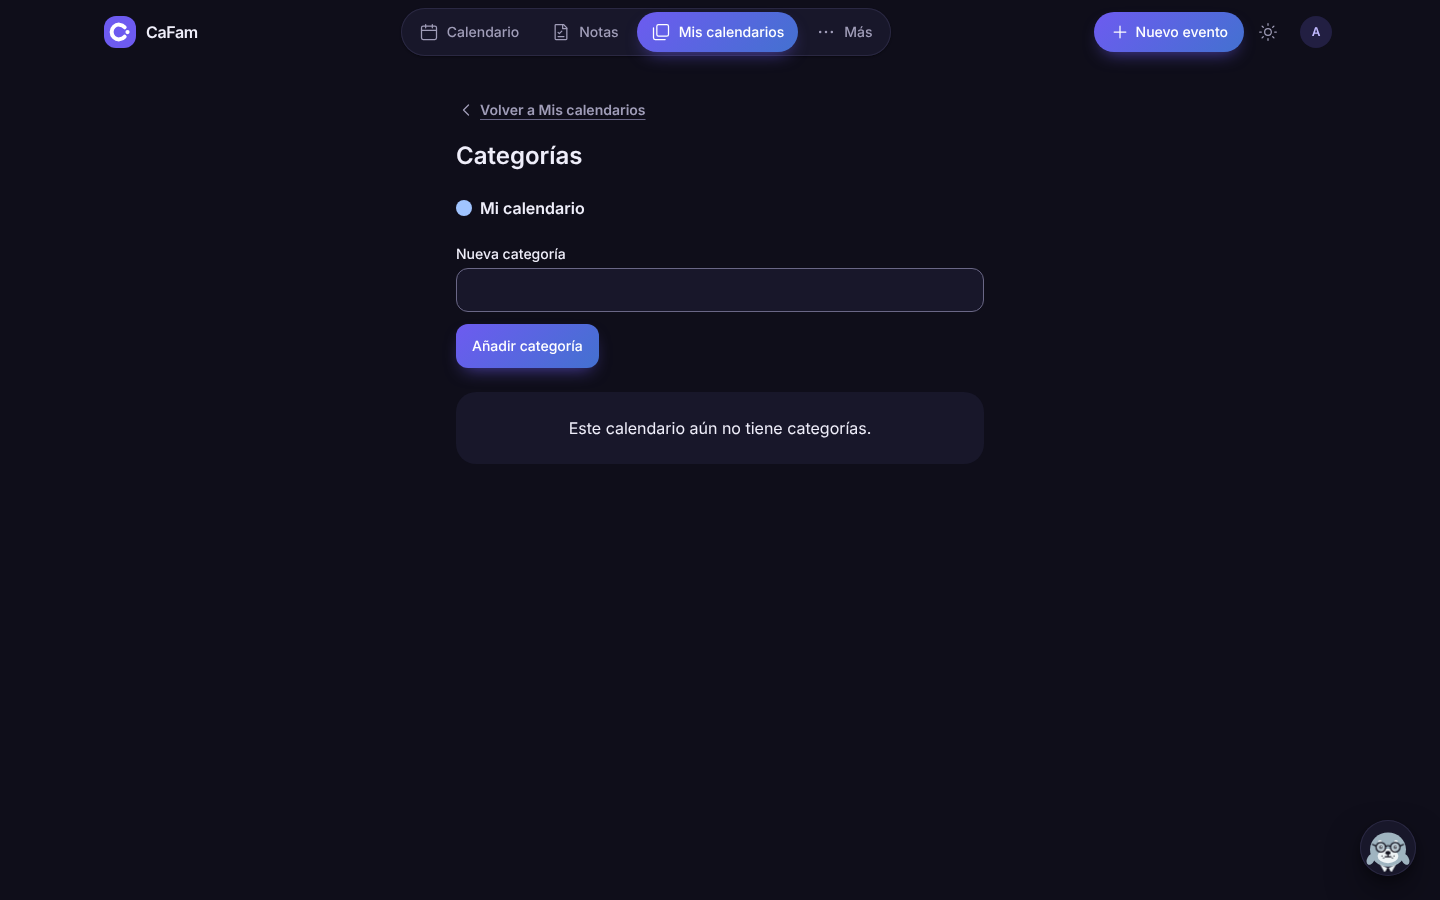 CaFam
Calendario
Notas
Mis calendarios
Más
Nuevo evento
A
Volver a Mis calendarios
Categorías
Mi calendario
Nueva categoría
Añadir categoría
Este calendario aún no tiene categorías.